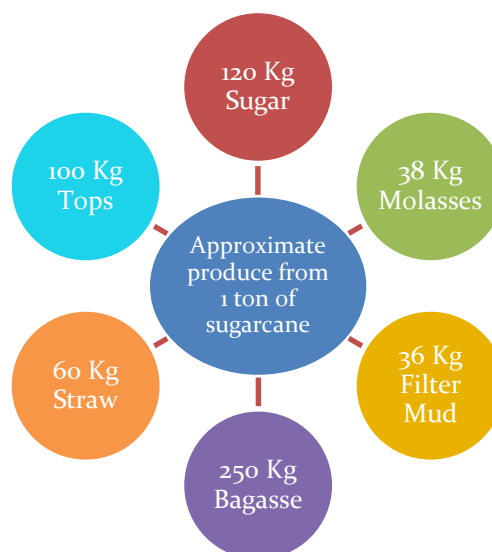 120 Kg
Sugar
38 Kg
Molasses
36 Kg
Filter
Mud
250 Kg
Bagasse
60 Kg
Straw
100 Kg
Tops
Approximate
produce from
1 ton of
sugarcane